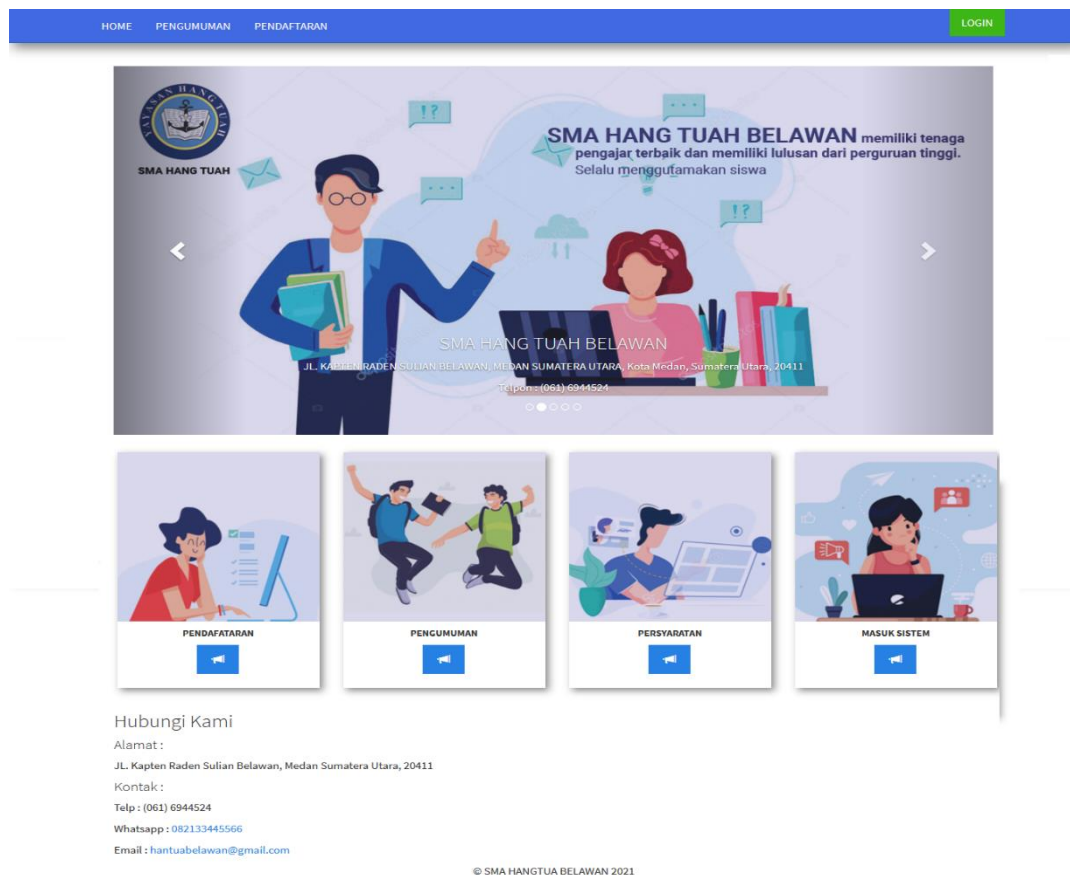 HOME PENGUMUMAN PENDAFTARAN LOGIN
YAYASAN HANG TUAH
SMA HANG TUAH
!?
SMA HANG TUAH BELAWAN memiliki tenaga
pengajar terbaik dan memiliki lulusan dari perguruan tinggi.
Selalu menggutamakan siswa
!?
SMA HANG TUAH BELAWAN
JL. KAPTEN RADEN SULIAN BELAWAN, MEDAN SUMATERA UTARA, Kota Medan, Sumatera Utara, 20411
Telpon : (061) 6944524
PENDAFATARAN
PENGUMUMAN
PERSYARATAN
MASUK SISTEM
Hubungi Kami
Alamat :
JL. Kapten Raden Sulian Belawan, Medan Sumatera Utara, 20411
Kontak :
Telp : (061) 6944524
Whatsapp : 082133445566
Email : hantuabelawan@gmail.com
© SMA HANGTUA BELAWAN 2021